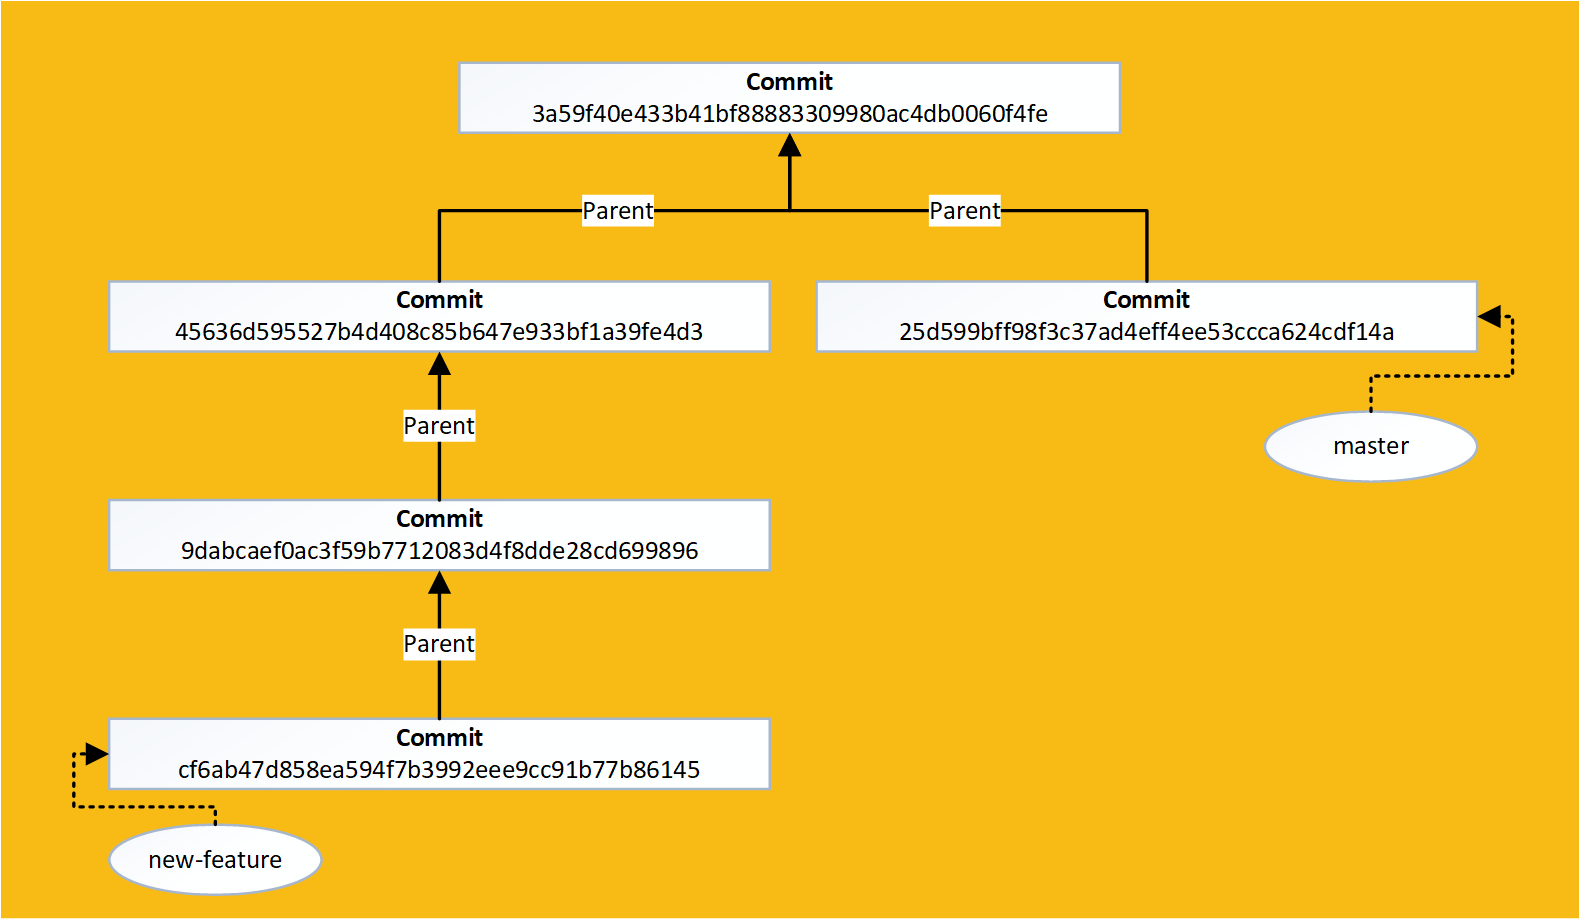 Commit
3a59f40e433b41bf88883309980ac4db0060f4fe
Parent
Parent
Commit
45636d595527b4d408c85b647e933bf1a39fe4d3
Commit
25d599bff98f3c37ad4eff4ee53ccca624cdf14a
Parent
master
Commit
9dabcaef0ac3f59b7712083d4f8dde28cd699896
Parent
Commit
cf6ab47d858ea594f7b3992eee9cc91b77b86145
new-feature